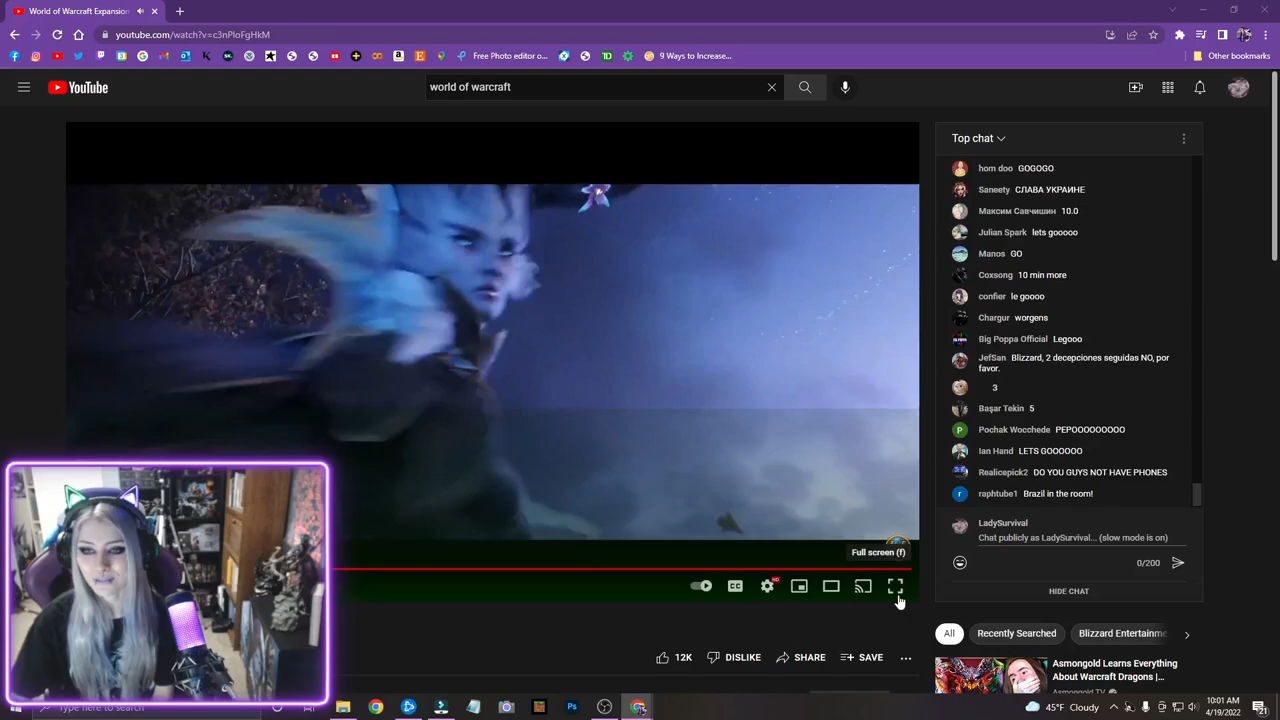 World of Warcraft Expansion
youtube.com/watch?v=c3nPloFgHkM
Free Photo editor o...
9 Ways to Increase...
Other bookmarks
YouTube
world of warcraft
Top chat
hom doo GOGOGO
Saneety СЛАВА УКРАИНЕ
Максим Савчишин 10.0
Julian Spark lets gooooo
Manos GO
Coxsong 10 min more
confier le goooo
Chargur worgens
Big Poppa Official Legooo
JefSan Blizzard, 2 decepciones seguidas NO, por
favor.
3
Başar Tekin 5
Pochak Wocchede PEPOOOOOOOOO
Ian Hand LETS GOOOOOO
Realicepick2 DO YOU GUYS NOT HAVE PHONES
raphtube1 Brazil in the room!
LadySurvival
Chat publicly as LadySurvival... (slow mode is on)
0/200
HIDE CHAT
Full screen (f)
CC
HD
12K
DISLIKE
SHARE
SAVE
All
Recently Searched
Blizzard Entertainme
Asmongold Learns Everything
About Warcraft Dragons |...
Asmongold TV
Type here to search
45°F Cloudy
10:01 AM
4/19/2022